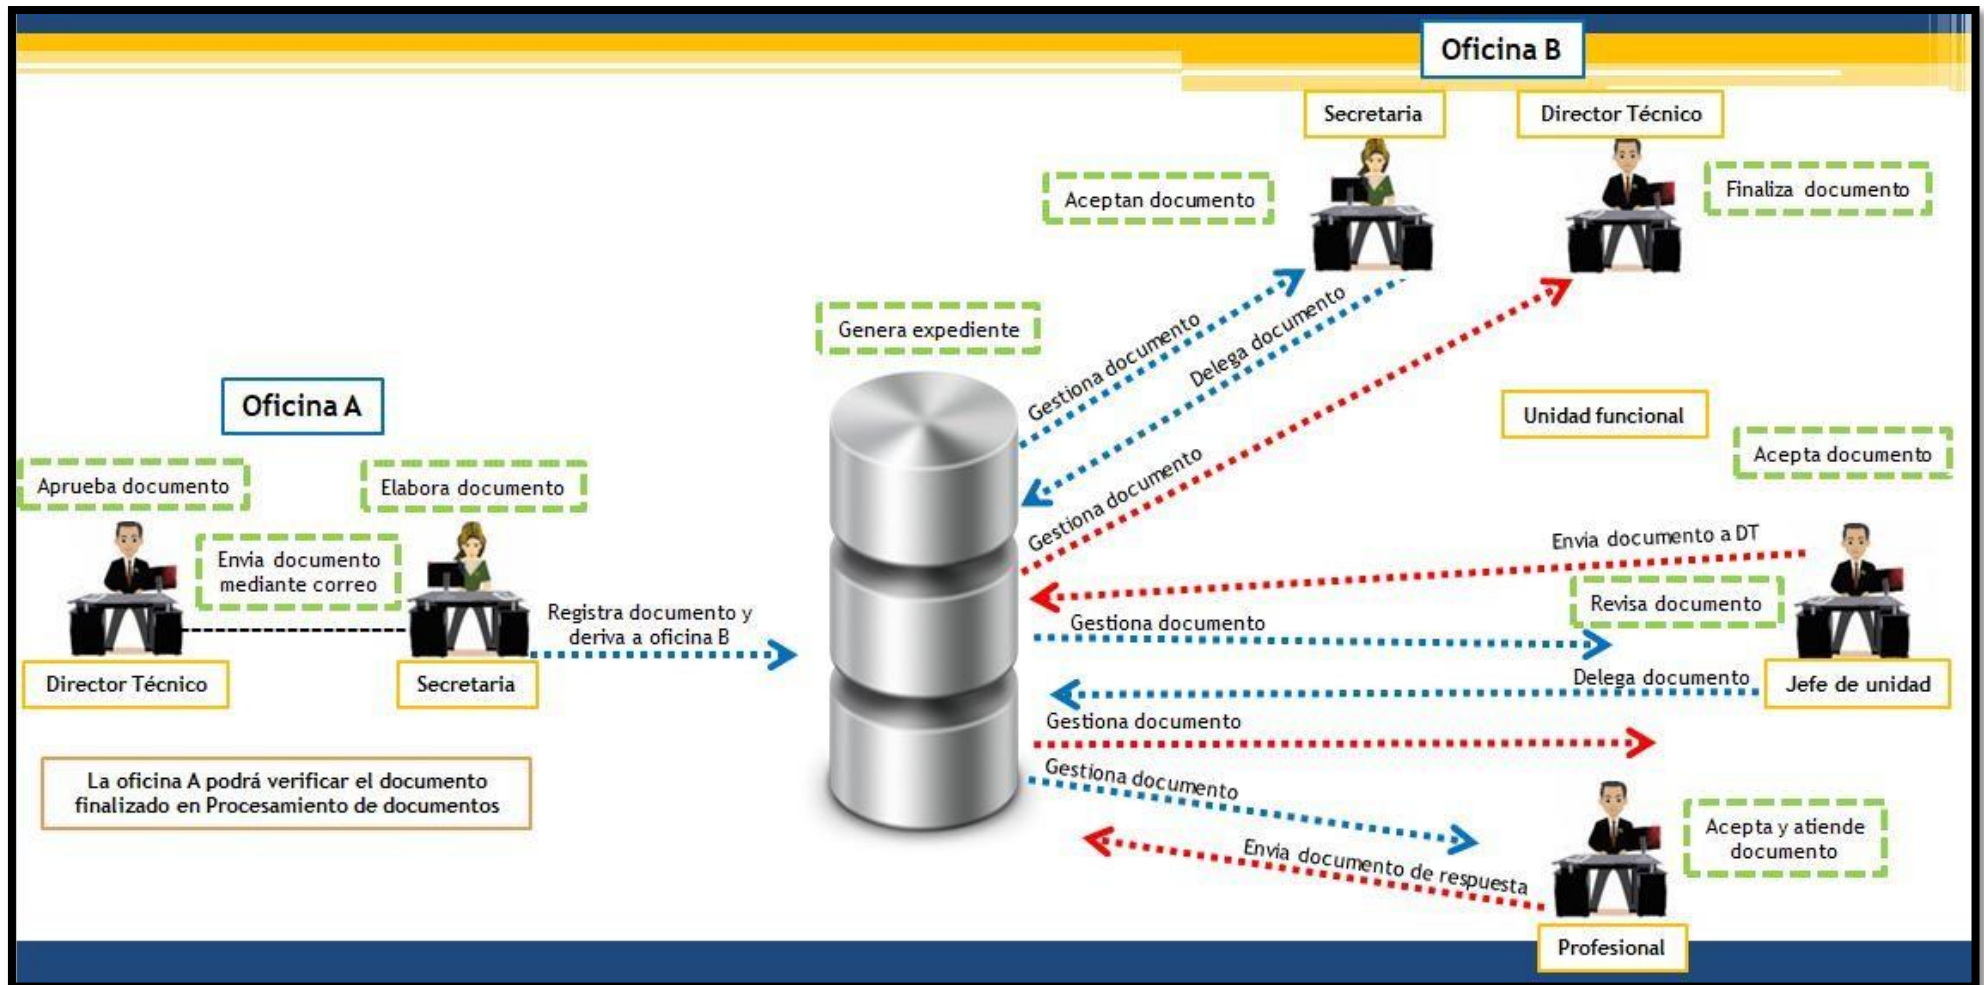 Oficina B
Secretaria
Director Técnico
Aceptan documento
Finaliza documento
Genera expediente
Gestiona documento
Delega documento
Gestiona documento
Unidad funcional
Acepta documento
Oficina A
Aprueba documento
Elabora documento
Envia documento
mediante correo
Registra documento y
deriva a oficina B
Director Técnico
Secretaria
Envia documento a DT
Revisa documento
Gestiona documento
Delega documento
Jefe de unidad
Gestiona documento
Gestiona documento
La oficina A podrá verificar el documento
finalizado en Procesamiento de documentos
Acepta y atiende
documento
Envia documento de respuesta
Profesional